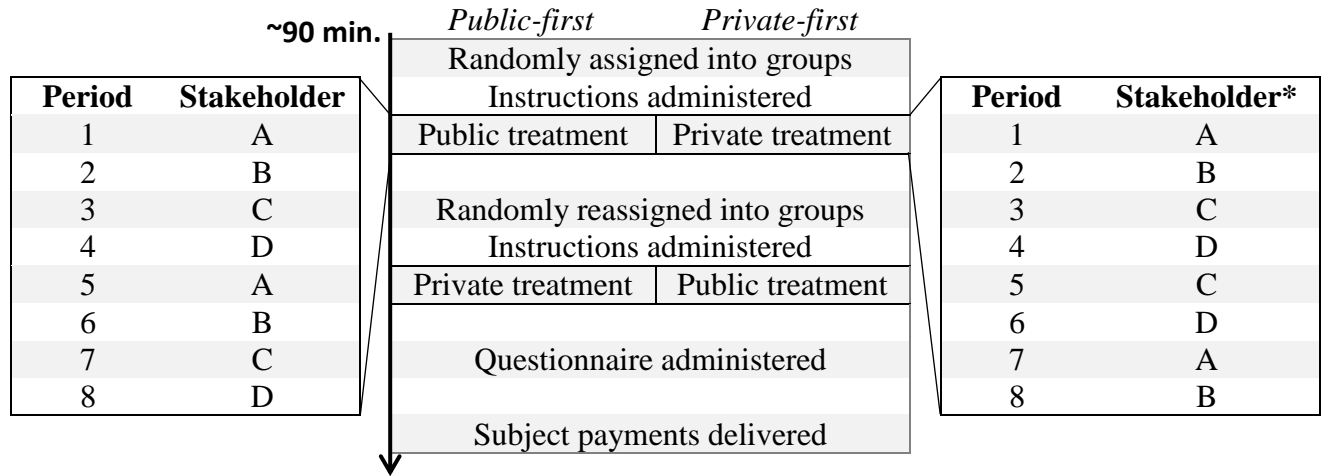 ~90 min.
Public-first Private-first
Randomly assigned into groups
Instructions administered
Public treatment Private treatment
Randomly reassigned into groups
Instructions administered
Private treatment Public treatment
Questionnaire administered
Subject payments delivered
Period Stakeholder
1 A
2 B
3 C
4 D
5 A
6 B
7 C
8 D
Period Stakeholder*
1 A
2 B
3 C
4 D
5 C
6 D
7 A
8 B